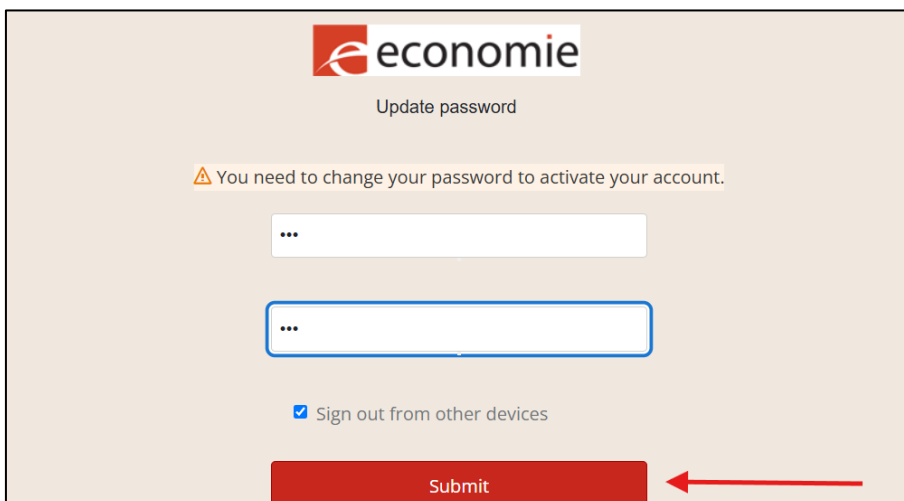 economie
Update password
You need to change your password to activate your account.
•••
•••
Sign out from other devices
Submit